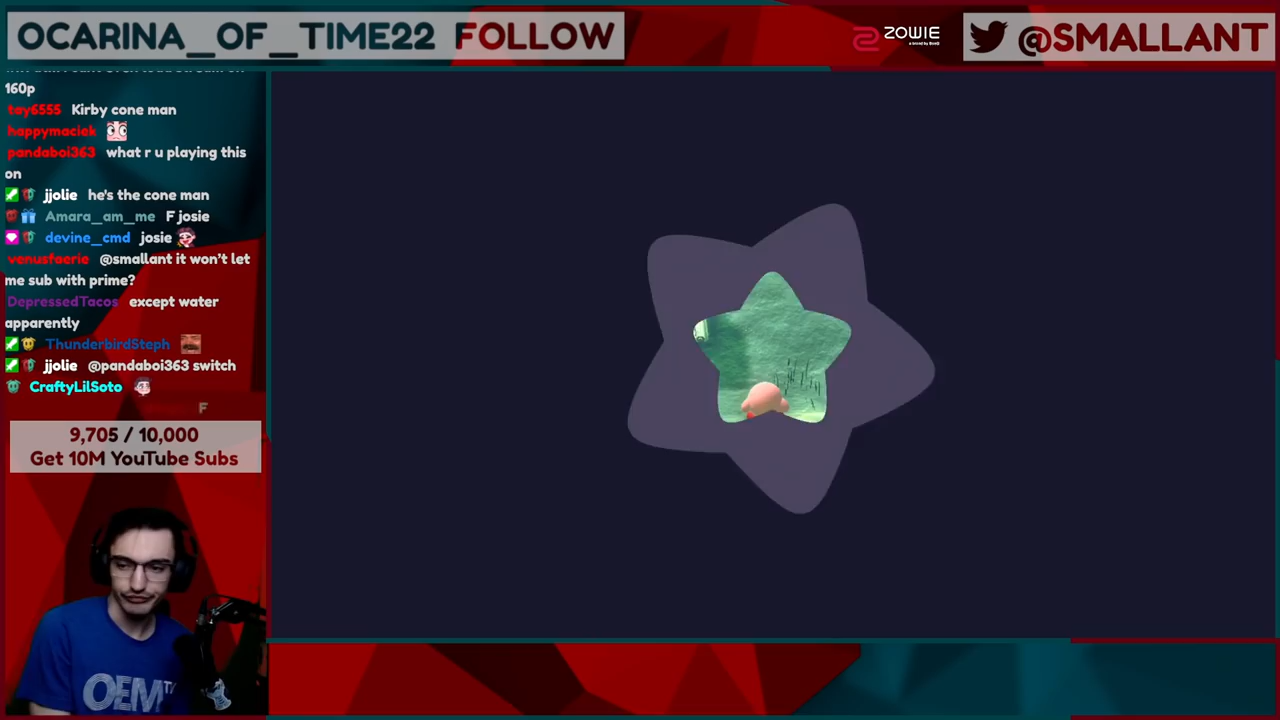 OCARINA_OF_TIME22 FOLLOW
ZOWIE
@SMALLANT
160p
tay6555 Kirby cone man
happymaciek
pandaboi363 what r u playing this
on
jjolie he's the cone man
Amara_am_me F josie
devine_cmd josie
venusfaerie @smallant it won't let
me sub with prime?
DepressedTacos except water
apparently
ThunderbirdSteph
jjolie @pandaboi363 switch
CraftyLilSoto
F
9,705 / 10,000
Get 10M YouTube Subs
OEM